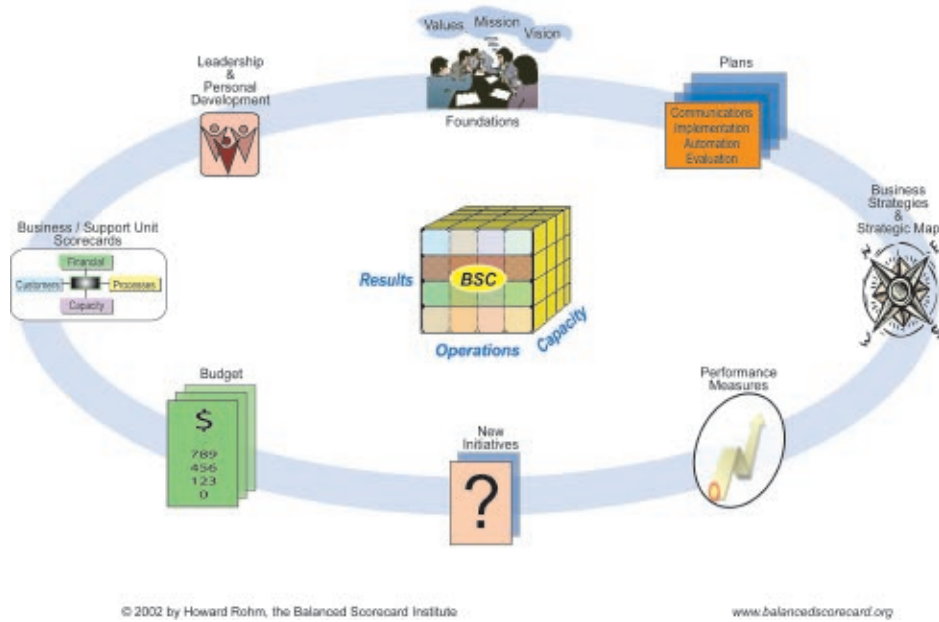 Values
Mission
Vision
Foundations
Leadership
&
Personal
Development
Plans
Communications
Implementation
Automation
Evaluation
Business
Strategies
&
Strategic Map
Business / Support Unit
Scorecards
Financial
Customers
Processes
Capacity
Results
BSC
Operations
Capacity
Performance
Measures
Budget
$
789
456
123
0
New
Initiatives
?
© 2002 by Howard Rohm, the Balanced Scorecard Institute
www.balancedscorecard.org